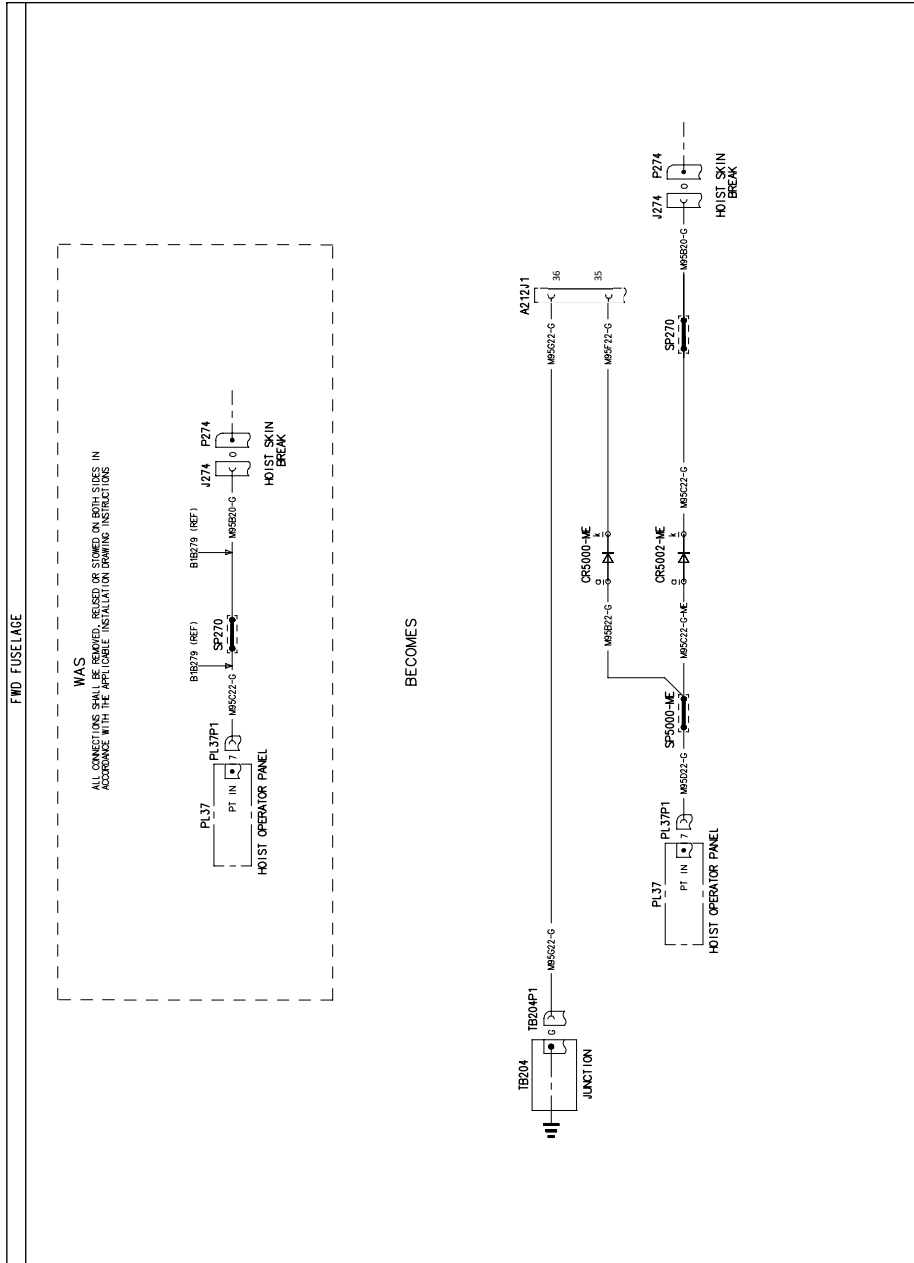 FWD FUSELAGE
WAS
ALL CONNECTIONS SHALL BE REMOVED, REUSED OR STOWED ON BOTH SIDES IN
ACCORDANCE WITH THE APPLICABLE INSTALLATION DRAWING INSTRUCTIONS
PL37
PT IN
7
PL37P1
HOIST OPERATOR PANEL
M95C22-G
B1B279 (REF)
SP270
B1B279 (REF)
M95B20-G
J274
O
P274
HOIST SKIN
BREAK
BECOMES
TB204
G
TB204P1
JUNCTION
M95G22-G
M95G22-G
A212J1
36
35
M95F22-G
CR5000-ME
a
k
M95B22-G
PL37
PT IN
7
PL37P1
HOIST OPERATOR PANEL
M95D22-G
SP5000-ME
M95C22-G-ME
CR5002-ME
a
k
M95C22-G
SP270
M95B20-G
J274
O
P274
HOIST SKIN
BREAK